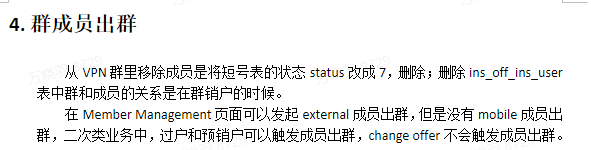 4. 群成员出群
从 VPN 群里移除成员是将短号表的状态 status 改成 7，删除；删除 ins_off_ins_user
表中群和成员的关系是在群销户的时候。
在 Member Management 页面可以发起 external 成员出群，但是没有 mobile 成员出
群，二次类业务中，过户和预销户可以触发成员出群，change offer 不会触发成员出群。